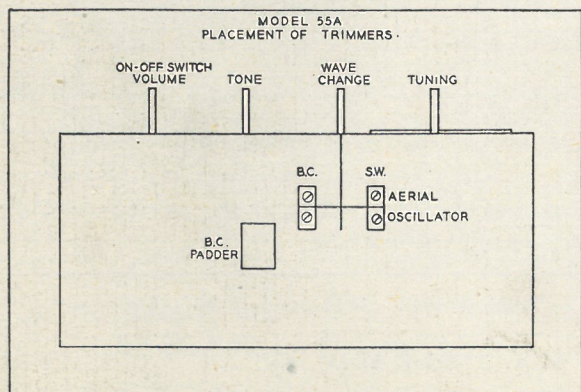 MODEL 55A
PLACEMENT OF TRIMMERS.
ON-OFF SWITCH
VOLUME
TONE
WAVE
CHANGE
TUNING
B.C.
S.W.
AERIAL
OSCILLATOR
B.C.
PADDER